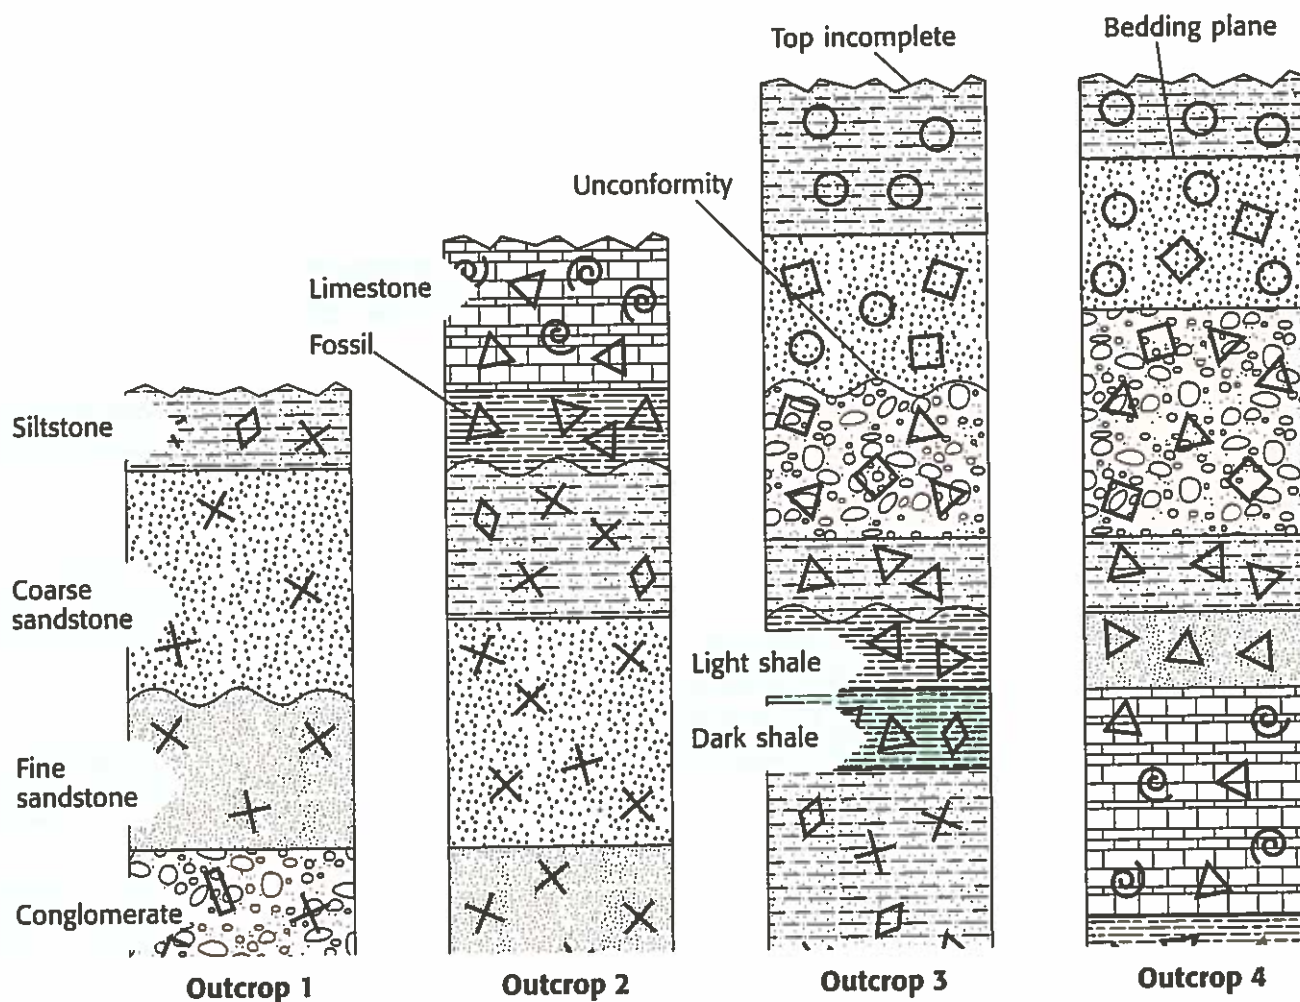 Top incomplete
Bedding plane
Unconformity
Limestone
Fossil
Siltstone
Coarse
sandstone
Light shale
Dark shale
Fine
sandstone
Conglomerate
Outcrop 1
Outcrop 2
Outcrop 3
Outcrop 4